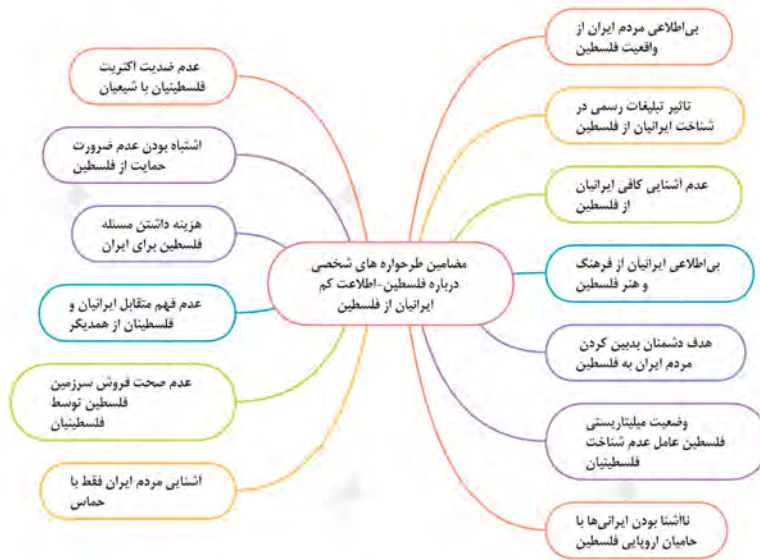 بی‌اطلاعی مردم ایران از
واقعیت فلسطین
تاثیر تبلیغات رسمی در
شناخت ایرانیان از فلسطین
عدم آشنایی کافی ایرانیان
از فلسطین
بی‌اطلاعی ایرانیان از فرهنگ
و هنر فلسطین
هدف دشمنان بدبین کردن
مردم ایران به فلسطین
وضعیت میلیتاریستی
فلسطین عامل عدم شناخت
فلسطینیان
ناآشنا بودن ایرانی‌ها با
حامیان اروپایی فلسطین
مضامین طرحواره های شخصی
درباره فلسطین-اطلاعت کم
ایرانیان از فلسطین
عدم ضدیت اکثریت
فلسطینیان با شیعیان
اشتباه بودن عدم ضرورت
حمایت از فلسطین
هزینه داشتن مسئله
فلسطین برای ایران
عدم فهم متقابل ایرانیان و
فلسطینان از همدیگر
عدم صحت فروش سرزمین
فلسطین توسط
فلسطینیان
آشنایی مردم ایران فقط با
حماس